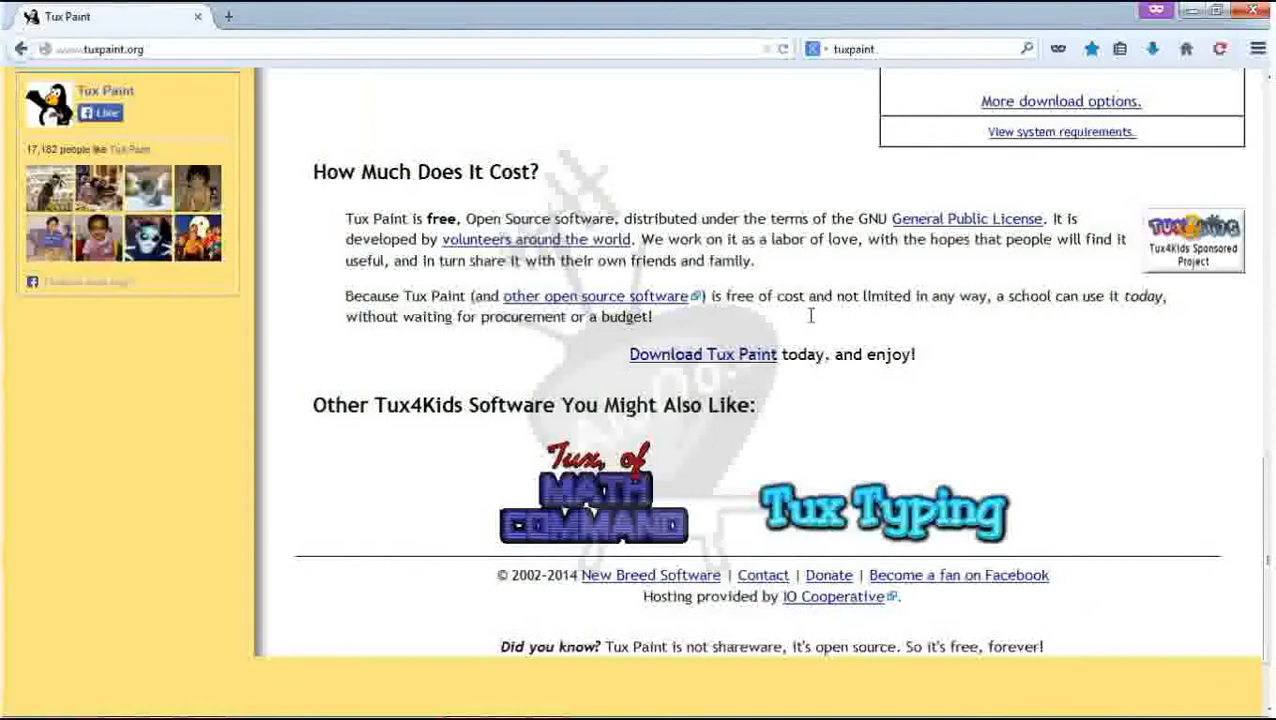 Tux Paint
www.tuxpaint.org
tuxpaint
Tux Paint
Like
17,182 people like Tux Paint
More download options.
View system requirements.
How Much Does It Cost?
Tux Paint is free, Open Source software, distributed under the terms of the GNU General Public License. It is
developed by volunteers around the world. We work on it as a labor of love, with the hopes that people will find it
useful, and in turn share it with their own friends and family.
Tux4Kids Sponsored
Project
Because Tux Paint (and other open source software) is free of cost and not limited in any way, a school can use it today,
without waiting for procurement or a budget!
Download Tux Paint today, and enjoy!
Other Tux4Kids Software You Might Also Like:
Tux, of
MATH
COMMAND
Tux Typing
© 2002-2014 New Breed Software | Contact | Donate | Become a fan on Facebook
Hosting provided by IO Cooperative.
Did you know? Tux Paint is not shareware, it's open source. So it's free, forever!